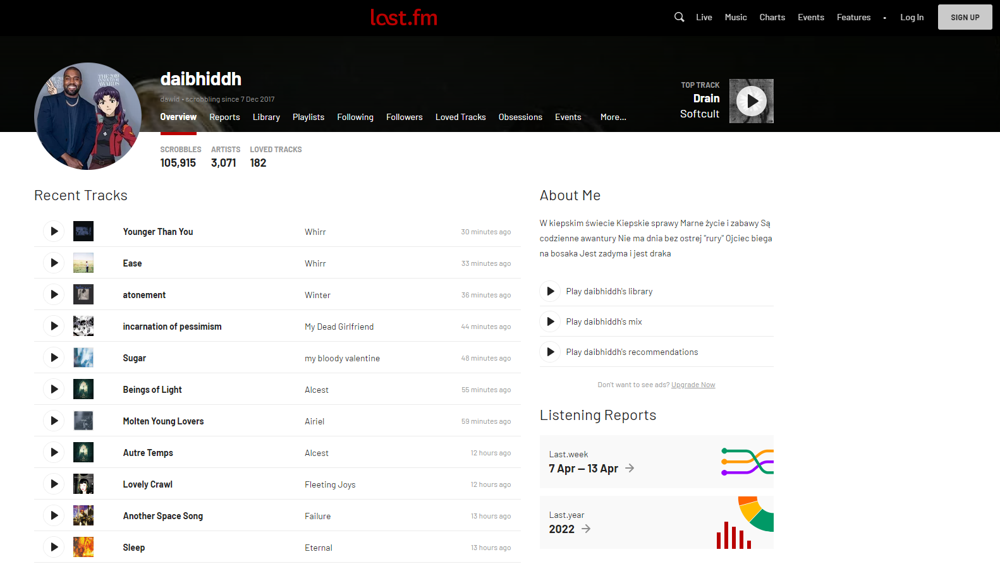 last.fm
Live Music Charts Events Features • Log In SIGN UP
daibhiddh
dawid • scrobbling since 7 Dec 2017
Overview Reports Library Playlists Following Followers Loved Tracks Obsessions Events More...
TOP TRACK
Drain
Softcult
SCROBBLES ARTISTS LOVED TRACKS
105,915 3,071 182
Recent Tracks
Younger Than You Whirr 30 minutes ago
Ease Whirr 33 minutes ago
atonement Winter 36 minutes ago
incarnation of pessimism My Dead Girlfriend 44 minutes ago
Sugar my bloody valentine 48 minutes ago
Beings of Light Alcest 55 minutes ago
Molten Young Lovers Airiel 59 minutes ago
Autre Temps Alcest 12 hours ago
Lovely Crawl Fleeting Joys 12 hours ago
Another Space Song Failure 13 hours ago
Sleep Eternal 13 hours ago
About Me
W kiepskim świecie Kiepskie sprawy Marne życie i zabawy Są
codzienne awantury Nie ma dnia bez ostrej "rury" Ojciec biega
na bosaka Jest zadyma i jest draka
Play daibhiddh's library
Play daibhiddh's mix
Play daibhiddh's recommendations
Don't want to see ads? Upgrade Now
Listening Reports
Last.week
7 Apr — 13 Apr
Last.year
2022